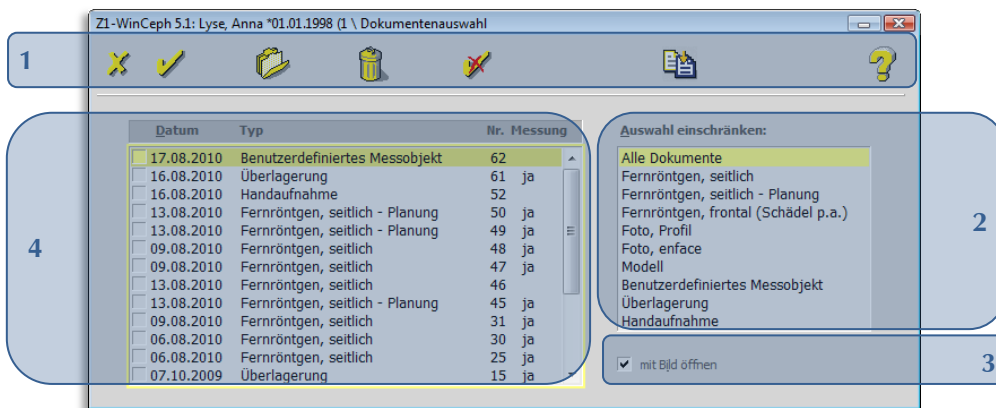 Z1-WinCeph 5.1: Lyse, Anna *01.01.1998 (1 \ Dokumentenauswahl
1
Datum Typ Nr. Messung
17.08.2010 Benutzerdefiniertes Messobjekt 62
16.08.2010 Überlagerung 61 ja
16.08.2010 Handaufnahme 52
13.08.2010 Fernröntgen, seitlich - Planung 50 ja
13.08.2010 Fernröntgen, seitlich - Planung 49 ja
09.08.2010 Fernröntgen, seitlich 48 ja
09.08.2010 Fernröntgen, seitlich 47 ja
13.08.2010 Fernröntgen, seitlich 46
13.08.2010 Fernröntgen, seitlich - Planung 45 ja
09.08.2010 Fernröntgen, seitlich 31 ja
06.08.2010 Fernröntgen, seitlich 30 ja
06.08.2010 Fernröntgen, seitlich 25 ja
07.10.2009 Überlagerung 15 ja
4
Auswahl einschränken:
Alle Dokumente
Fernröntgen, seitlich
Fernröntgen, seitlich - Planung
Fernröntgen, frontal (Schädel p.a.)
Foto, Profil
Foto, enface
Modell
Benutzerdefiniertes Messobjekt
Überlagerung
Handaufnahme
2
mit Bild öffnen
3